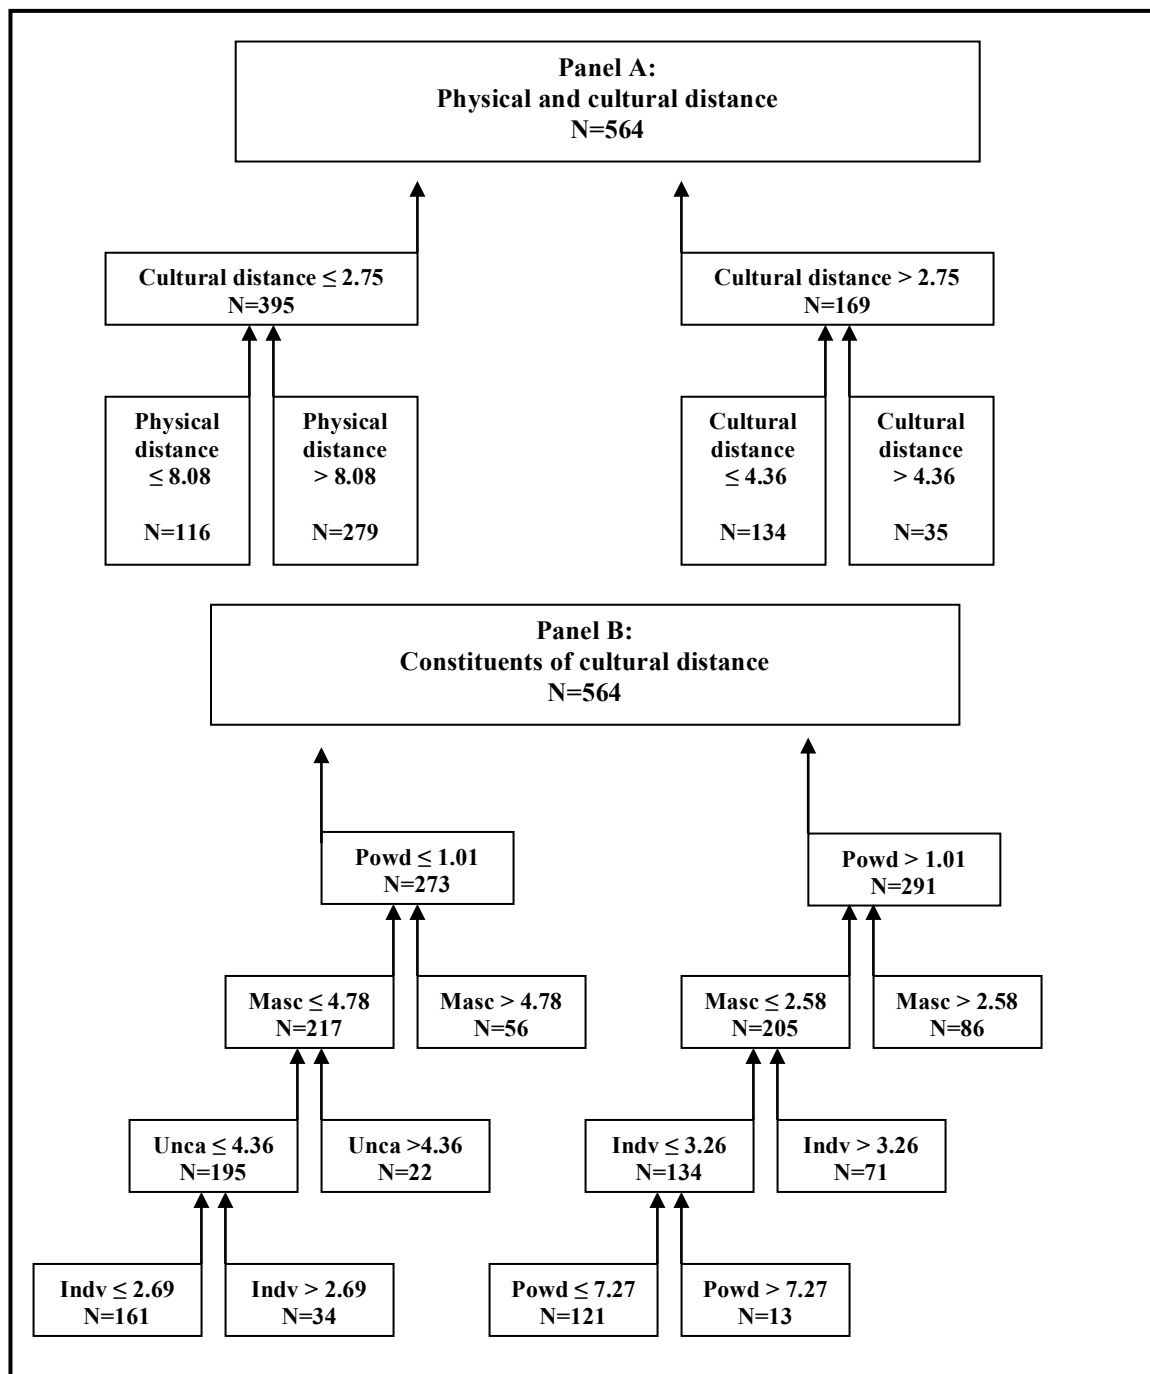 Panel A:
Physical and cultural distance
N=564
Cultural distance ≤ 2.75
N=395
Cultural distance > 2.75
N=169
Physical
distance
≤ 8.08
N=116
Physical
distance
> 8.08
N=279
Cultural
distance
≤ 4.36
N=134
Cultural
distance
> 4.36
N=35
Panel B:
Constituents of cultural distance
N=564
Powd ≤ 1.01
N=273
Powd > 1.01
N=291
Masc ≤ 4.78
N=217
Masc > 4.78
N=56
Masc ≤ 2.58
N=205
Masc > 2.58
N=86
Unca ≤ 4.36
N=195
Unca >4.36
N=22
Indv ≤ 3.26
N=134
Indv > 3.26
N=71
Indv ≤ 2.69
N=161
Indv > 2.69
N=34
Powd ≤ 7.27
N=121
Powd > 7.27
N=13